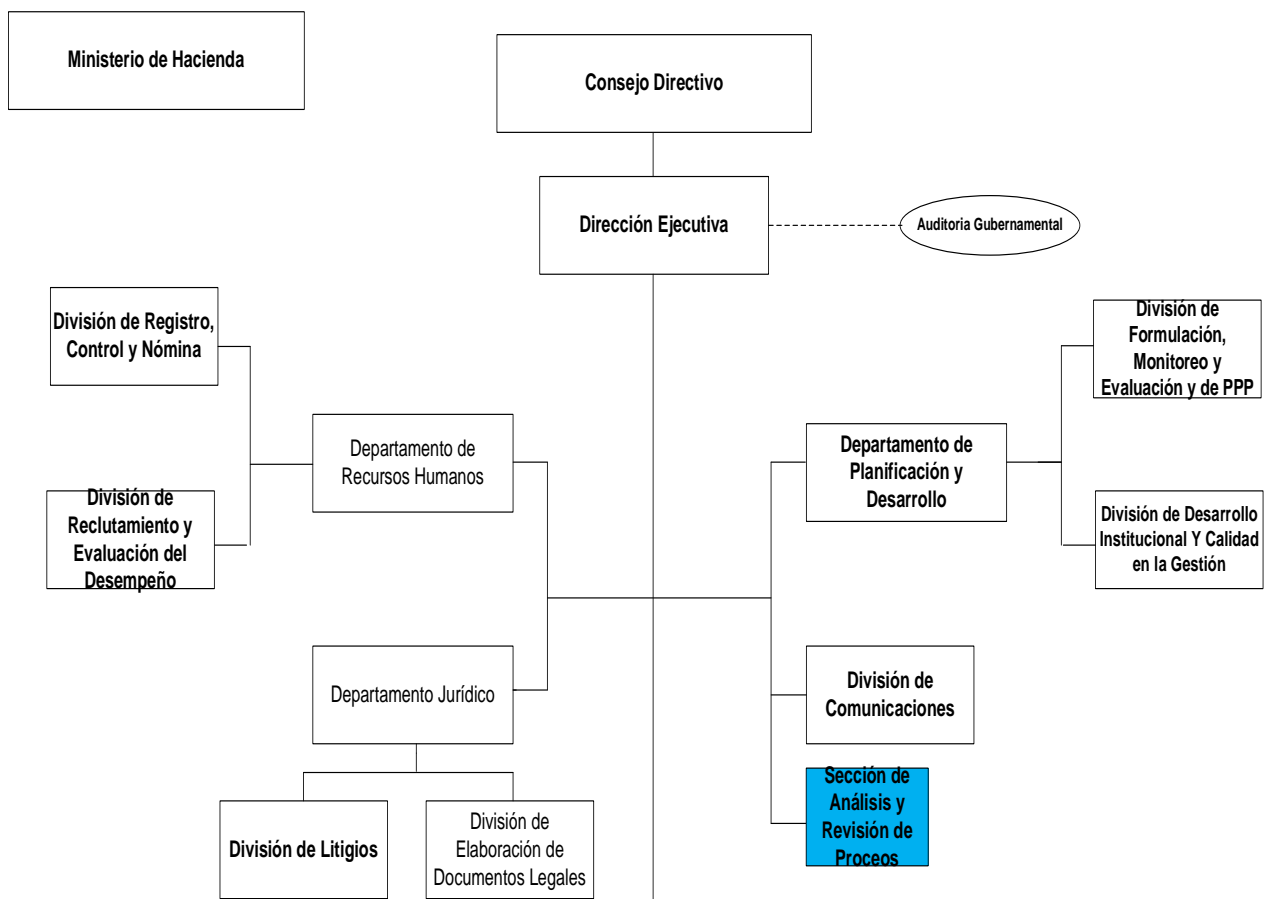 Ministerio de Hacienda
Consejo Directivo
Dirección Ejecutiva
Auditoria Gubernamental
División de Registro,
Control y Nómina
División de
Formulación,
Monitoreo y
Evaluación y de PPP
Departamento de
Recursos Humanos
Departamento de
Planificación y
Desarrollo
División de
Reclutamiento y
Evaluación del
Desempeño
División de Desarrollo
Institucional Y Calidad
en la Gestión
Departamento Jurídico
División de
Comunicaciones
División de Litigios
División de
Elaboración de
Documentos Legales
Sección de
Análisis y
Revisión de
Proceos